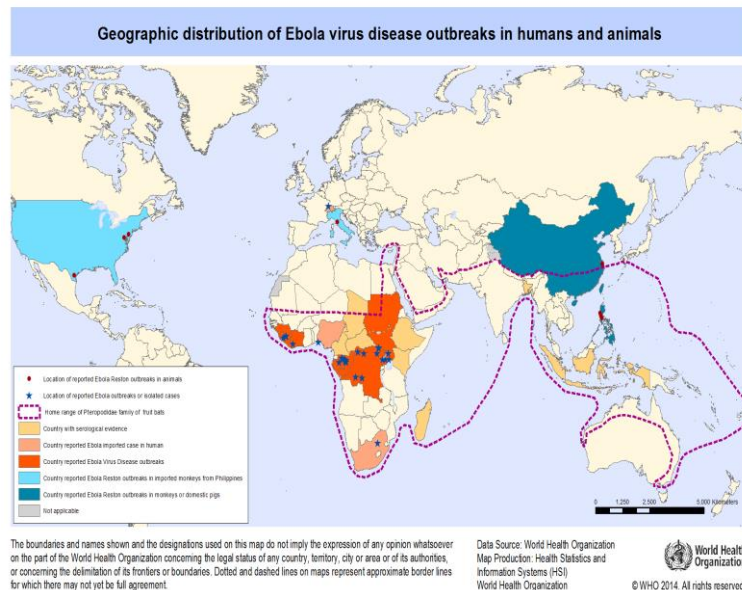 Geographic distribution of Ebola virus disease outbreaks in humans and animals
Location of reported Ebola Reston outbreaks in animals
Location of reported Ebola outbreaks or isolated cases
Home range of Pteropodidae family of fruit bats
Country with serological evidence
Country reported Ebola imported case in human
Country reported Ebola Virus Disease outbreaks
Country reported Ebola Reston outbreaks in imported monkeys from Philippines
Country reported Ebola Reston outbreaks in monkeys or domestic pigs
Not applicable
0 1,250 2,500 5,000 Kilometers
The boundaries and names shown and the designations used on this map do not imply the expression of any opinion whatsoever
on the part of the World Health Organization concerning the legal status of any country, territory, city or area or of its authorities,
or concerning the delimitation of its frontiers or boundaries. Dotted and dashed lines on maps represent approximate border lines
for which there may not yet be full agreement.
Data Source: World Health Organization
Map Production: Health Statistics and
Information Systems (HSI)
World Health Organization
World Health
Organization
© WHO 2014. All rights reserved